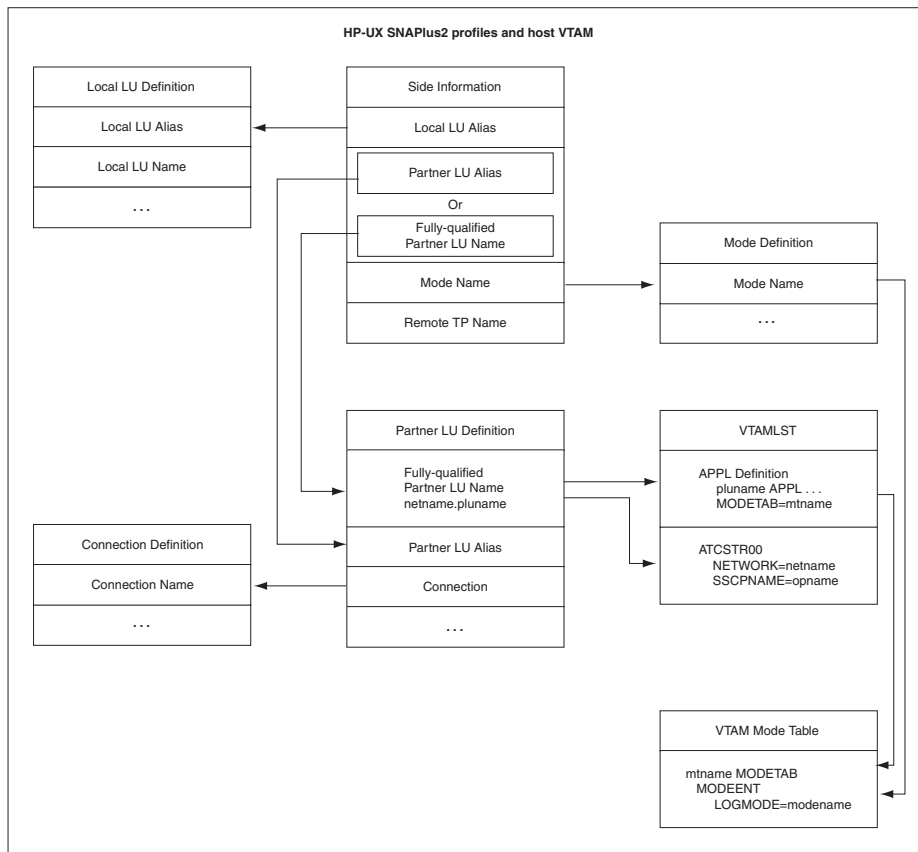 HP-UX SNAPlus2 profiles and host VTAM
Local LU Definition
Local LU Alias
Local LU Name
...
Side Information
Local LU Alias
Partner LU Alias
Or
Fully-qualified
Partner LU Name
Mode Name
Remote TP Name
Mode Definition
Mode Name
...
Partner LU Definition
Fully-qualified
Partner LU Name
netname.pluname
Partner LU Alias
Connection
...
VTAMLST
APPL Definition
pluname APPL ...
MODETAB=mtname
ATCSTR00
NETWORK=netname
SSCPNAME=opname
Connection Definition
Connection Name
...
VTAM Mode Table
mtname MODETAB
MODEENT
LOGMODE=modename